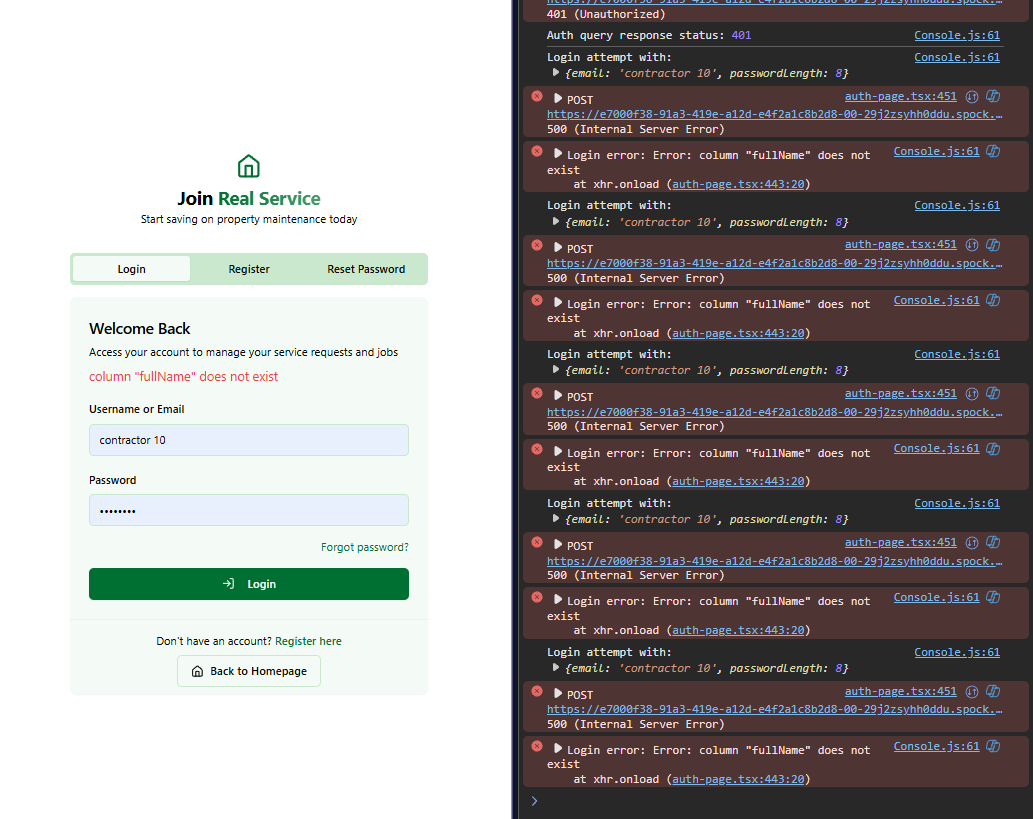 Join Real Service
Start saving on property maintenance today
Login Register Reset Password
Welcome Back
Access your account to manage your service requests and jobs
column "fullName" does not exist
Username or Email
contractor 10
Password
••••••••
Forgot password?
Login
Don't have an account? Register here
Back to Homepage
401 (Unauthorized)
Auth query response status: 401 Console.js:61
Login attempt with: Console.js:61
{email: 'contractor 10', passwordLength: 8}
POST auth-page.tsx:451
https://e7000f38-91a3-419e-a12d-e4f2a1c8b2d8-00-29j2zsyhh0ddu.spock.…
500 (Internal Server Error)
Login error: Error: column "fullName" does not Console.js:61
exist
at xhr.onload (auth-page.tsx:443:20)
Login attempt with: Console.js:61
{email: 'contractor 10', passwordLength: 8}
POST auth-page.tsx:451
https://e7000f38-91a3-419e-a12d-e4f2a1c8b2d8-00-29j2zsyhh0ddu.spock.…
500 (Internal Server Error)
Login error: Error: column "fullName" does not Console.js:61
exist
at xhr.onload (auth-page.tsx:443:20)
Login attempt with: Console.js:61
{email: 'contractor 10', passwordLength: 8}
POST auth-page.tsx:451
https://e7000f38-91a3-419e-a12d-e4f2a1c8b2d8-00-29j2zsyhh0ddu.spock.…
500 (Internal Server Error)
Login error: Error: column "fullName" does not Console.js:61
exist
at xhr.onload (auth-page.tsx:443:20)
Login attempt with: Console.js:61
{email: 'contractor 10', passwordLength: 8}
POST auth-page.tsx:451
https://e7000f38-91a3-419e-a12d-e4f2a1c8b2d8-00-29j2zsyhh0ddu.spock.…
500 (Internal Server Error)
Login error: Error: column "fullName" does not Console.js:61
exist
at xhr.onload (auth-page.tsx:443:20)
Login attempt with: Console.js:61
{email: 'contractor 10', passwordLength: 8}
POST auth-page.tsx:451
https://e7000f38-91a3-419e-a12d-e4f2a1c8b2d8-00-29j2zsyhh0ddu.spock.…
500 (Internal Server Error)
Login error: Error: column "fullName" does not Console.js:61
exist
at xhr.onload (auth-page.tsx:443:20)